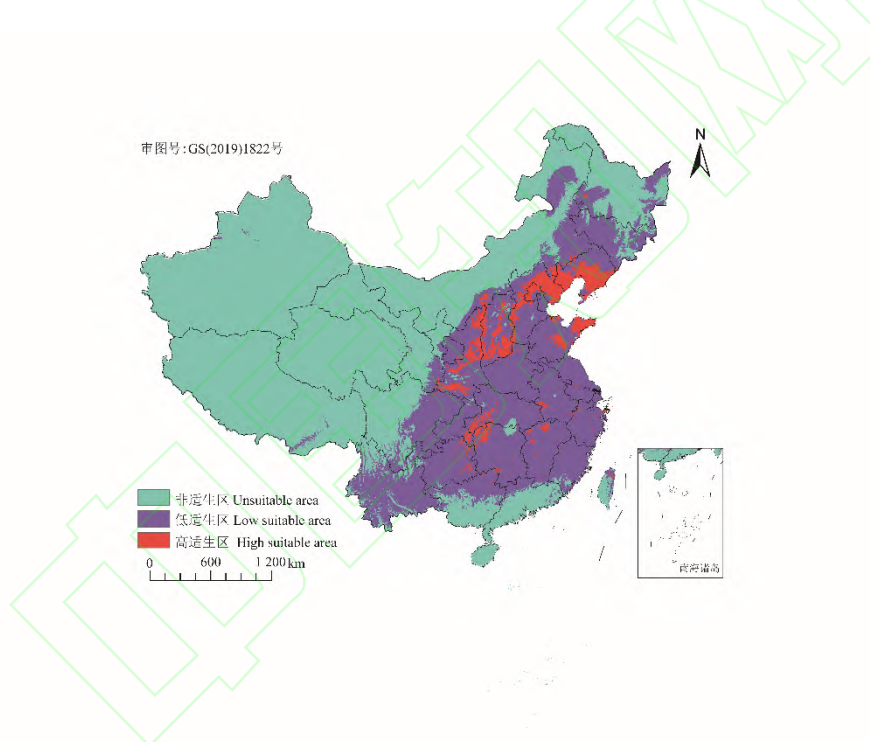 审图号:GS(2019)1822号
N
非适生区 Unsuitable area
低适生区 Low suitable area
高适生区 High suitable area
0 600 1 200 km
南海诸岛